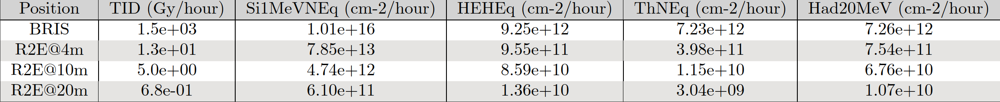 Position TID (Gy/hour) Si1MeVNEq (cm-2/hour) HEHEq (cm-2/hour) ThNEq (cm-2/hour) Had20MeV (cm-2/hour)
BRIS 1.5e+03 1.01e+16 9.25e+12 7.23e+12 7.26e+12
R2E@4m 1.3e+01 7.85e+13 9.55e+11 3.98e+11 7.54e+11
R2E@10m 5.0e+00 4.74e+12 8.59e+10 1.15e+10 6.76e+10
R2E@20m 6.8e-01 6.10e+11 1.36e+10 3.04e+09 1.07e+10